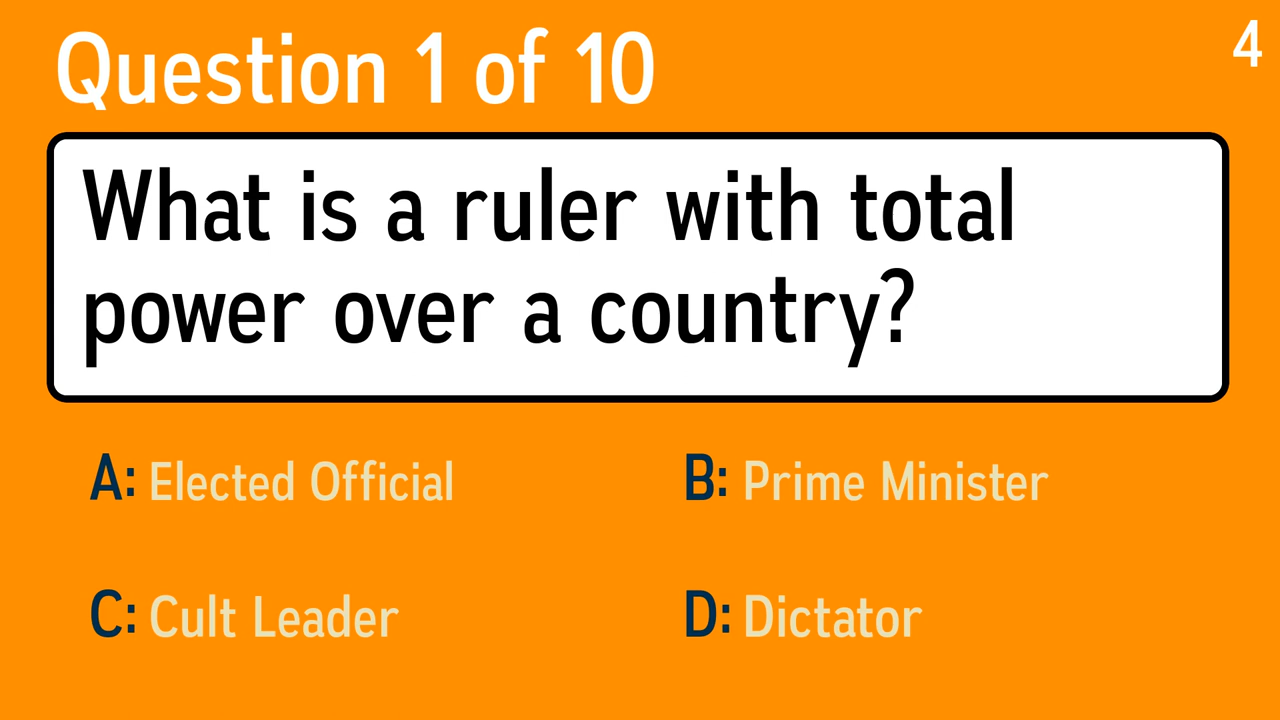 Question 1 of 10
4
What is a ruler with total
power over a country?
A: Elected Official
B: Prime Minister
C: Cult Leader
D: Dictator